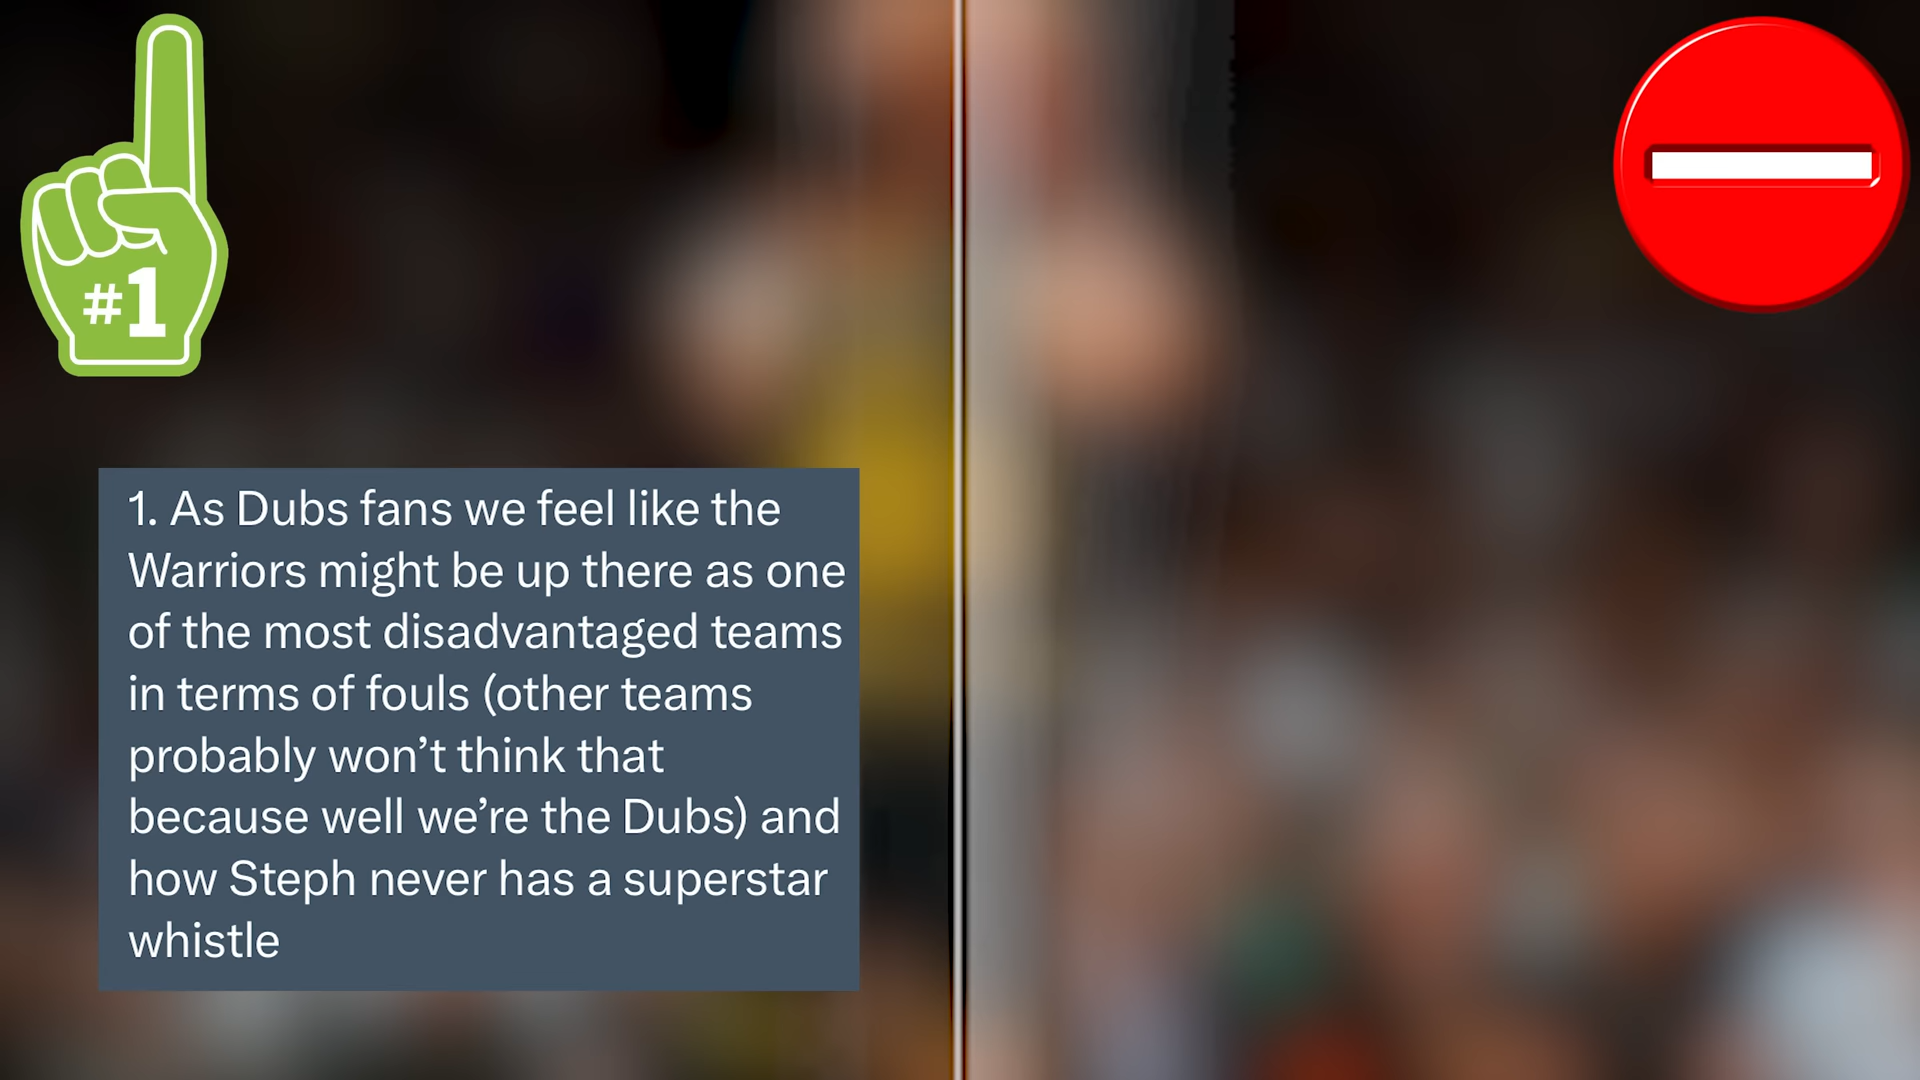 #1
1. As Dubs fans we feel like the
Warriors might be up there as one
of the most disadvantaged teams
in terms of fouls (other teams
probably won’t think that
because well we’re the Dubs) and
how Steph never has a superstar
whistle